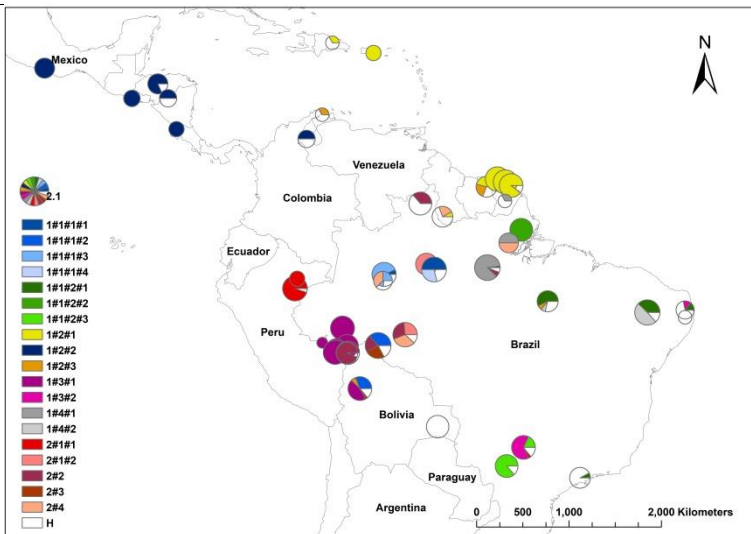 N
Mexico
Venezuela
Colombia
Ecuador
Peru
Brazil
Bolivia
Paraguay
Argentina
2.1
1#1#1#1
1#1#1#2
1#1#1#3
1#1#1#4
1#1#2#1
1#1#2#2
1#1#2#3
1#2#1
1#2#2
1#2#3
1#3#1
1#3#2
1#4#1
1#4#2
2#1#1
2#1#2
2#2
2#3
2#4
H
0 500 1,000 2,000 Kilometers